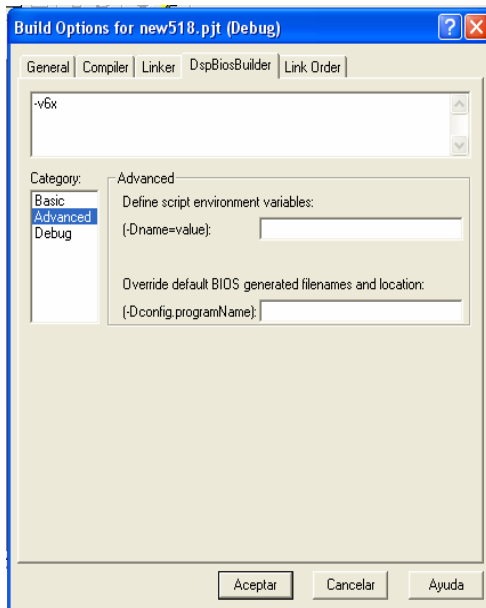 Build Options for new518.pjt (Debug)
General Compiler Linker DspBiosBuilder Link Order
-v6x
Category:
Basic
Advanced
Debug
Advanced
Define script environment variables:
(-Dname=value):
Override default BIOS generated filenames and location:
(-Dconfig.programName):
Aceptar Cancelar Ayuda